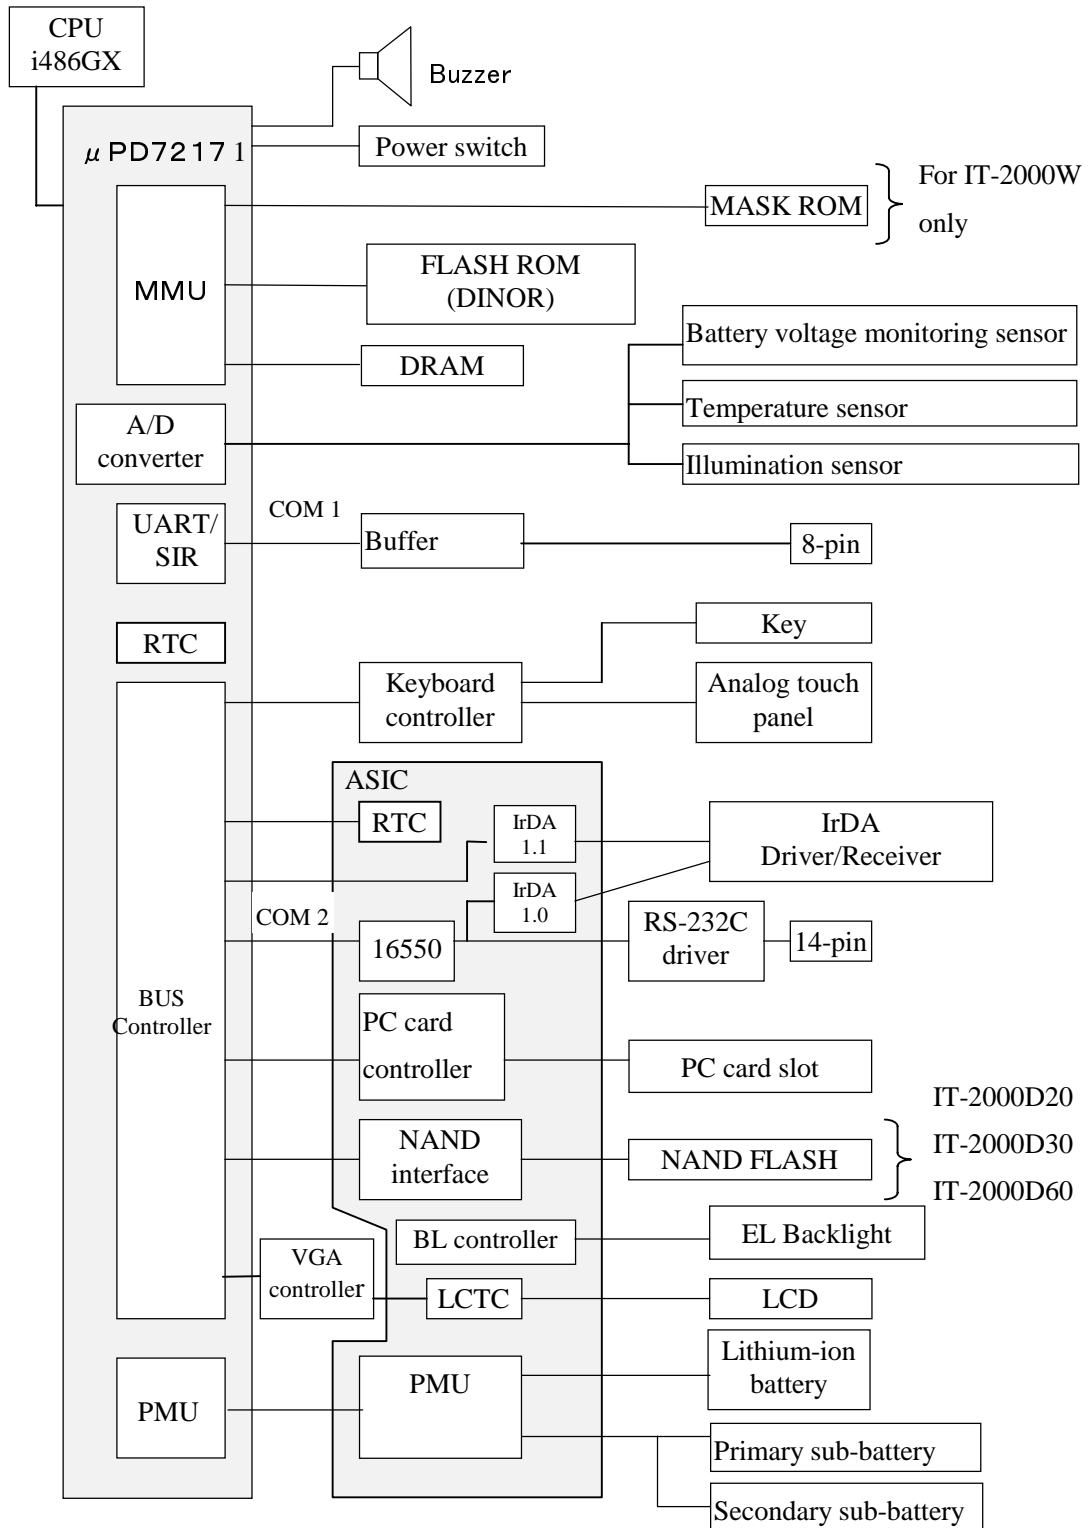 CPU
i486GX
Buzzer
μPD72171
Power switch
MASK ROM
For IT-2000W
only
MMU
FLASH ROM
(DINOR)
DRAM
Battery voltage monitoring sensor
Temperature sensor
Illumination sensor
A/D
converter
UART/
SIR
COM 1
Buffer
8-pin
RTC
Key
Keyboard
controller
Analog touch
panel
ASIC
RTC
IrDA
1.1
IrDA
Driver/Receiver
IrDA
1.0
COM 2
16550
RS-232C
driver
14-pin
BUS
Controller
PC card
controller
PC card slot
NAND
interface
NAND FLASH
IT-2000D20
IT-2000D30
IT-2000D60
BL controller
EL Backlight
VGA
controller
LCTC
LCD
PMU
PMU
Lithium-ion
battery
Primary sub-battery
Secondary sub-battery